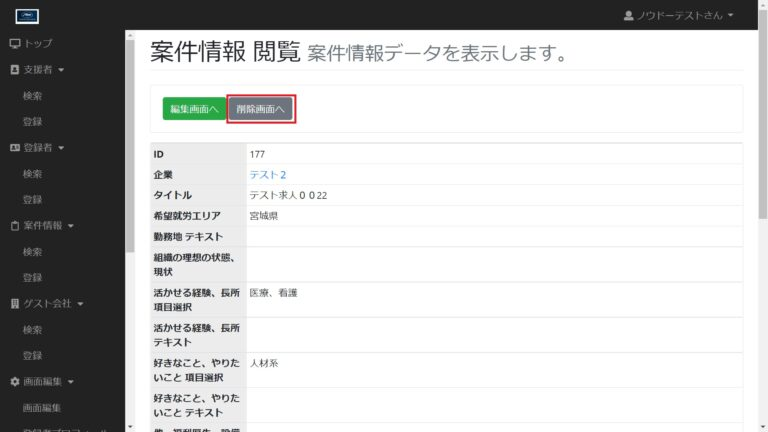 ノウドーテストさん
トップ
支援者
検索
登録
登録者
検索
登録
案件情報
検索
登録
ゲスト会社
検索
登録
画面編集
画面編集
案件情報 閲覧 案件情報データを表示します。
編集画面へ 削除画面へ
ID 177
企業 テスト２
タイトル テスト求人００22
希望就労エリア 宮城県
勤務地 テキスト
組織の理想の状態、
現状
活かせる経験、長所 医療、看護
項目選択
活かせる経験、長所
テキスト
好きなこと、やりた 人材系
いこと 項目選択
好きなこと、やりた
いこと テキスト